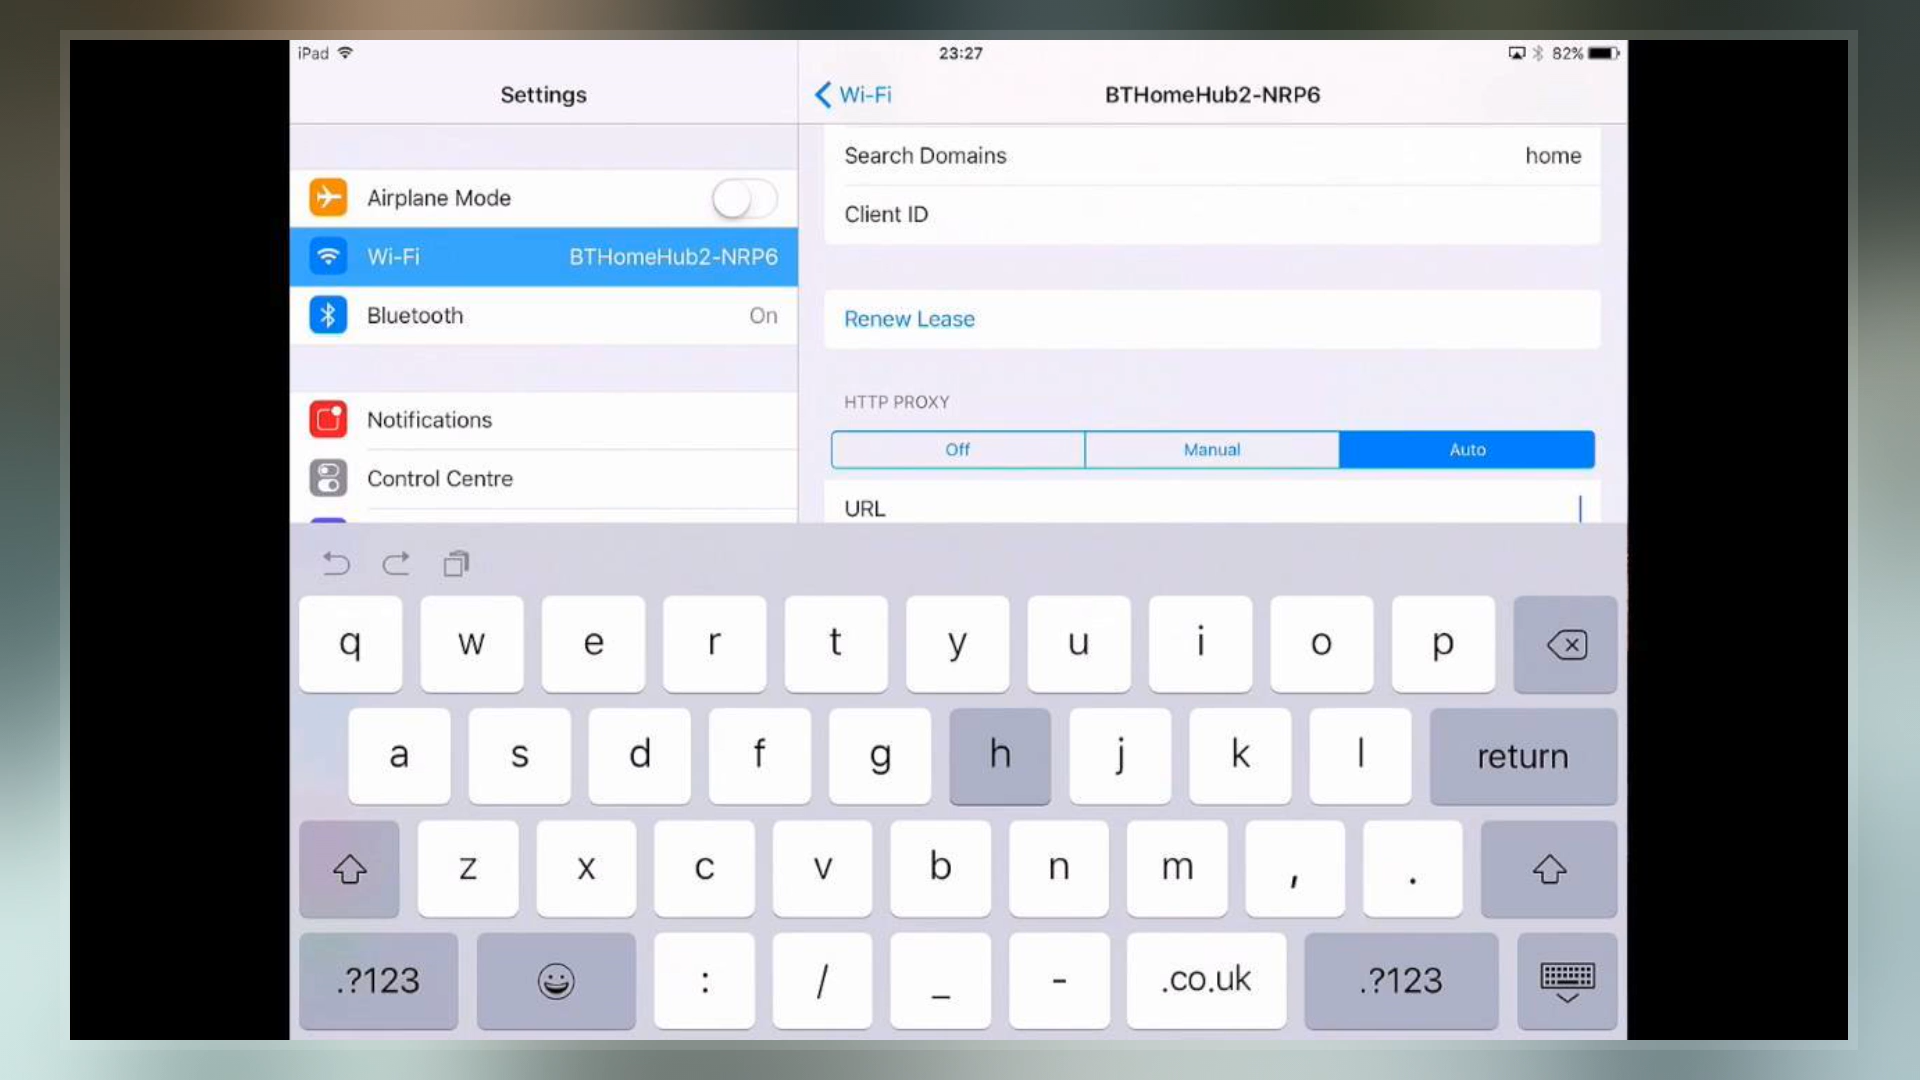 iPad 23:27 82%
Settings
Wi-Fi BTHomeHub2-NRP6
Airplane Mode
Wi-Fi BTHomeHub2-NRP6
Bluetooth On
Notifications
Control Centre
Search Domains home
Client ID
Renew Lease
HTTP PROXY
Off Manual Auto
URL
q w e r t y u i o p
a s d f g h j k l return
z x c v b n m , .
.?123 : / _ - .co.uk .?123